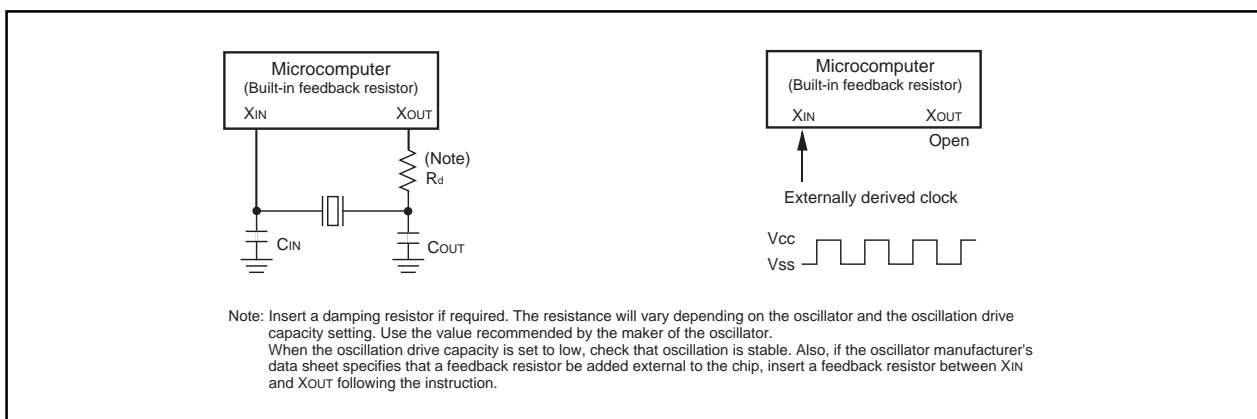 Microcomputer
(Built-in feedback resistor)
XIN XOUT
(Note)
Rd
CIN
COUT
Microcomputer
(Built-in feedback resistor)
XIN XOUT
Open
Externally derived clock
Vcc
Vss
Note: Insert a damping resistor if required. The resistance will vary depending on the oscillator and the oscillation drive
capacity setting. Use the value recommended by the maker of the oscillator.
When the oscillation drive capacity is set to low, check that oscillation is stable. Also, if the oscillator manufacturer's
data sheet specifies that a feedback resistor be added external to the chip, insert a feedback resistor between XIN
and XOUT following the instruction.